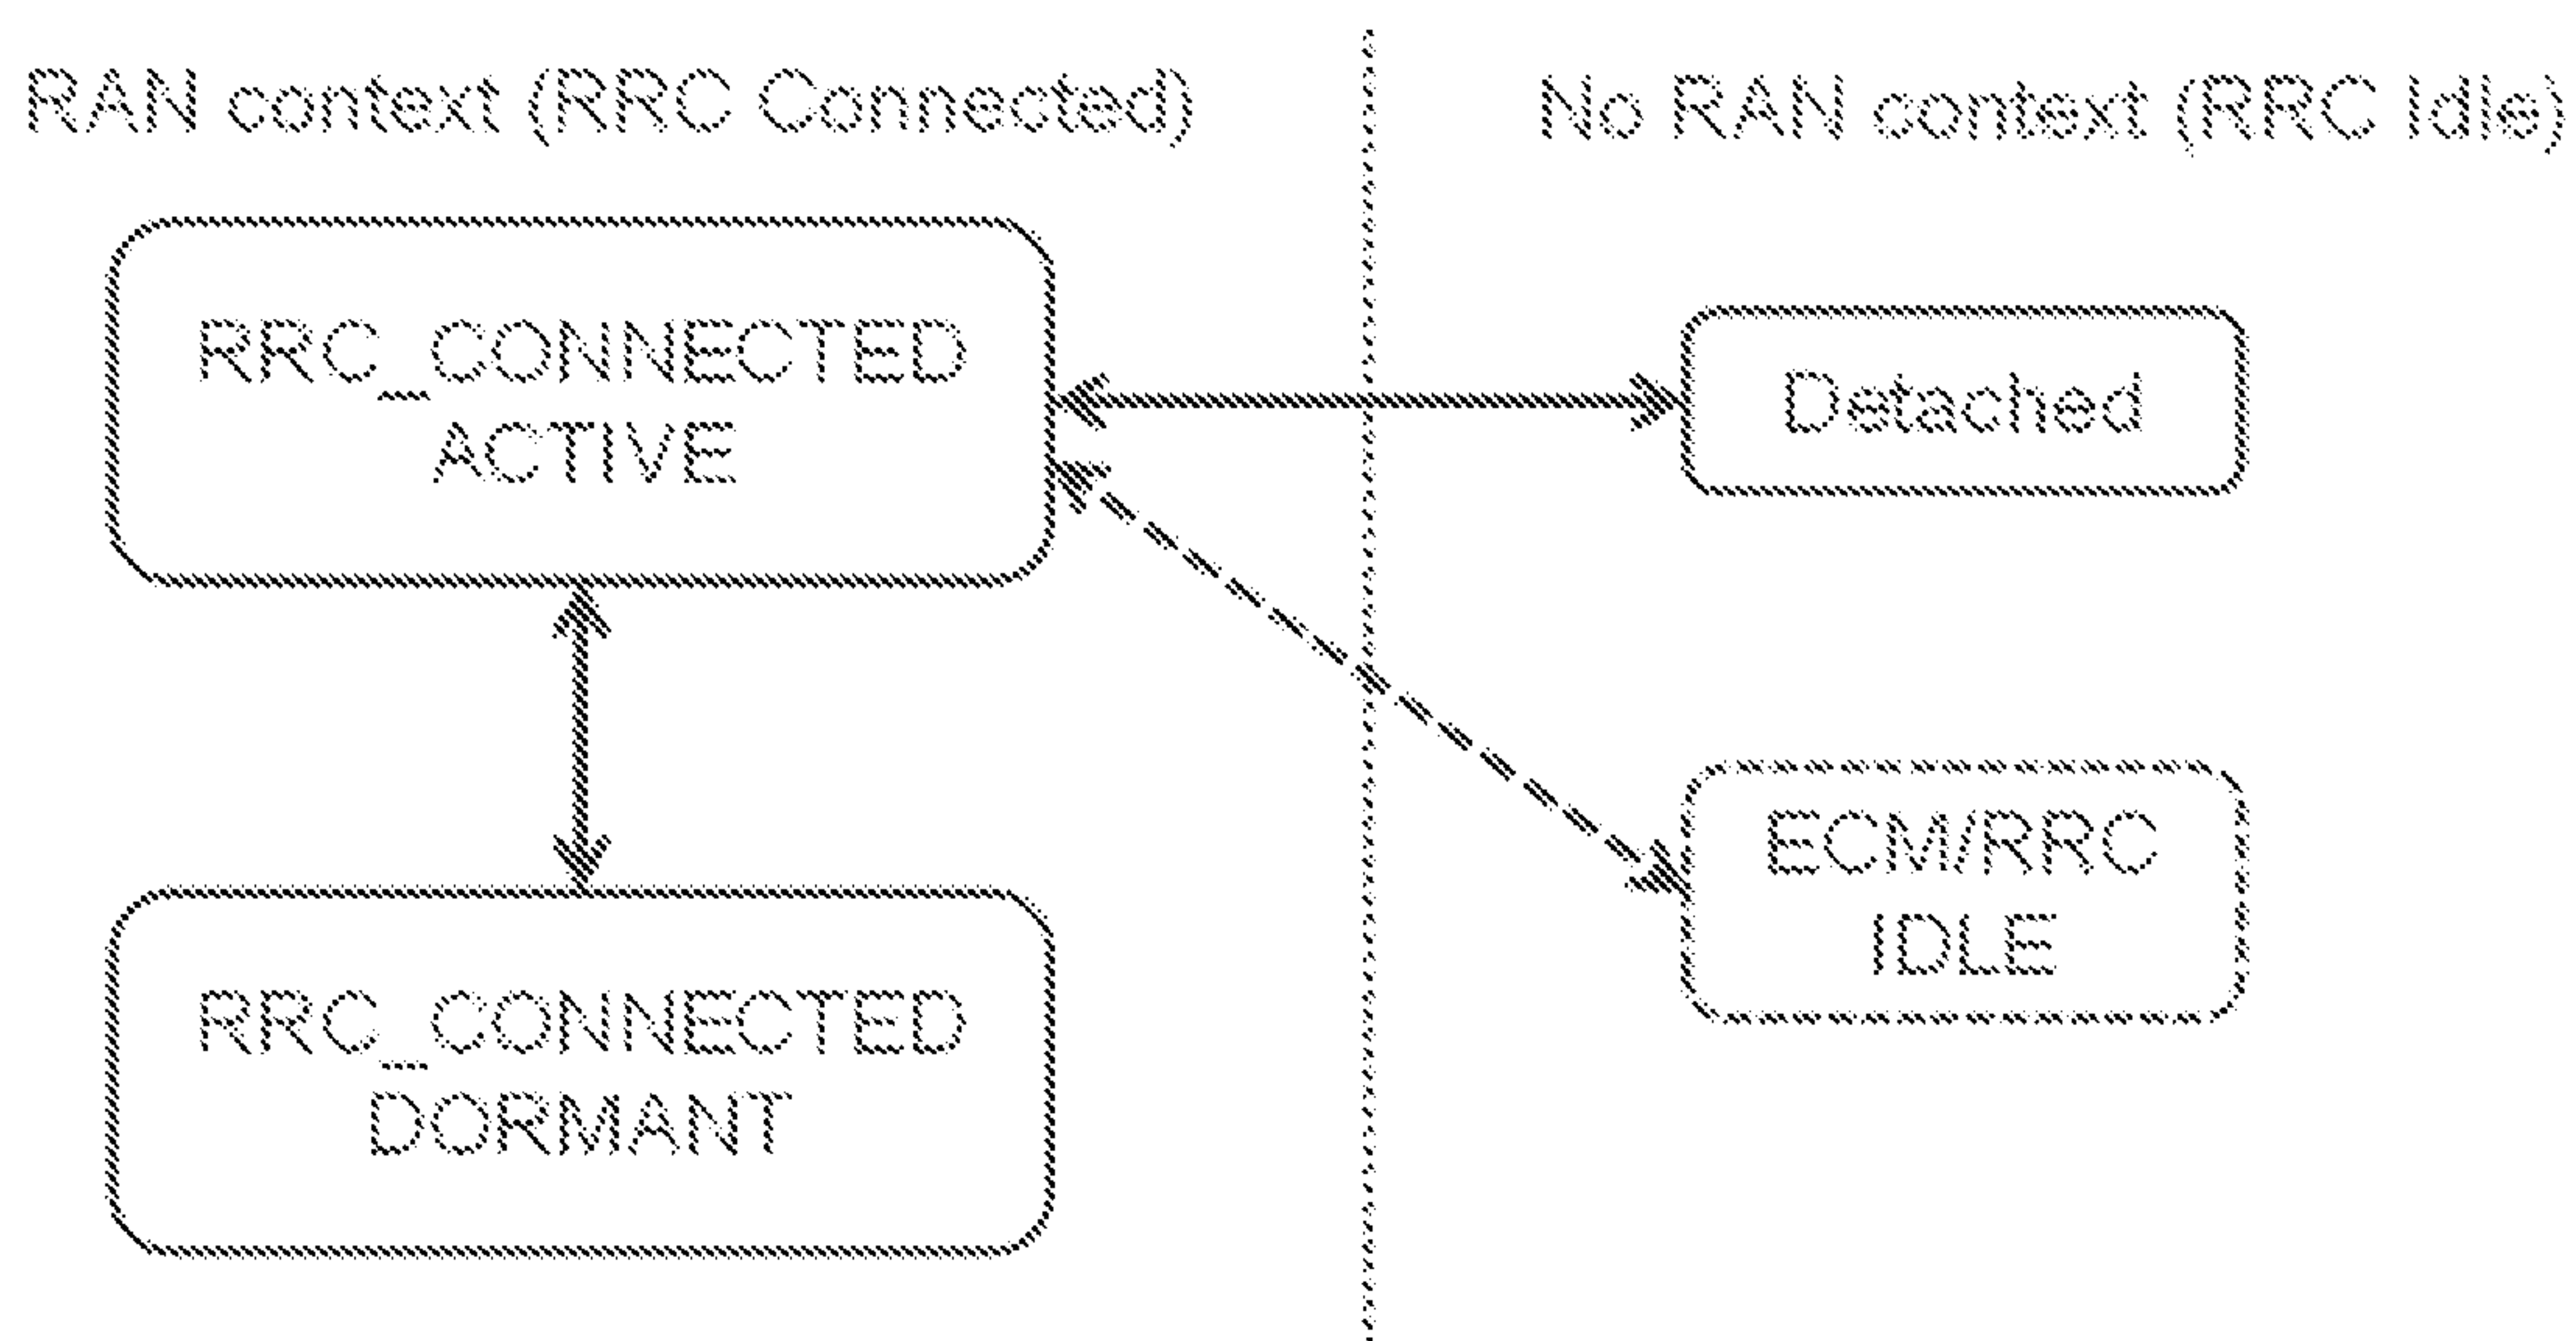 RAN context (RRC Connected)
No RAN context (RRC Idle)
RRC_CONNECTED
ACTIVE
Detached
ECM/RRC
IDLE
RRC_CONNECTED
DORMANT